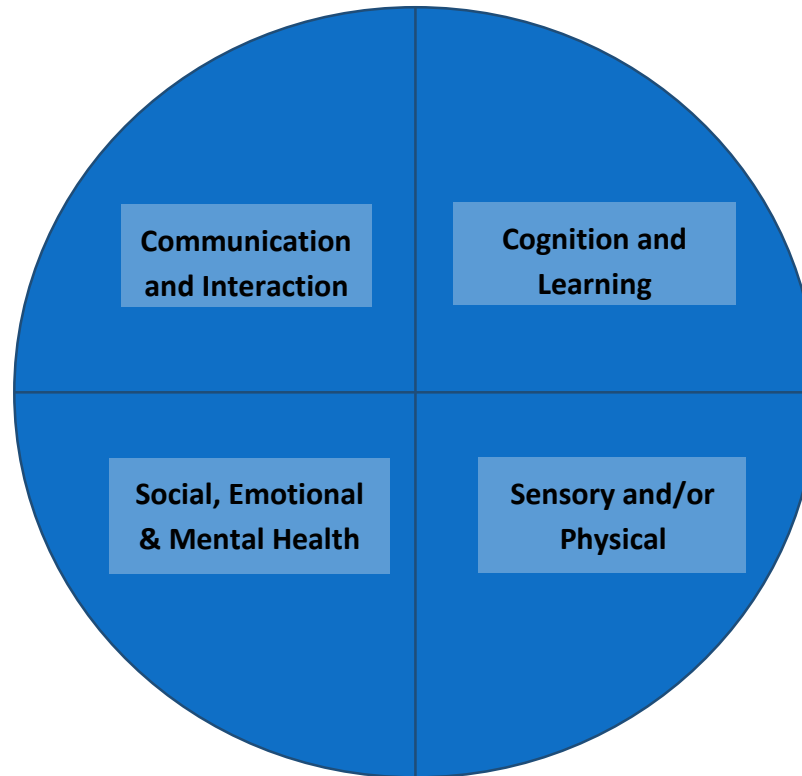 Communication
and Interaction
Cognition and
Learning
Social, Emotional
& Mental Health
Sensory and/or
Physical